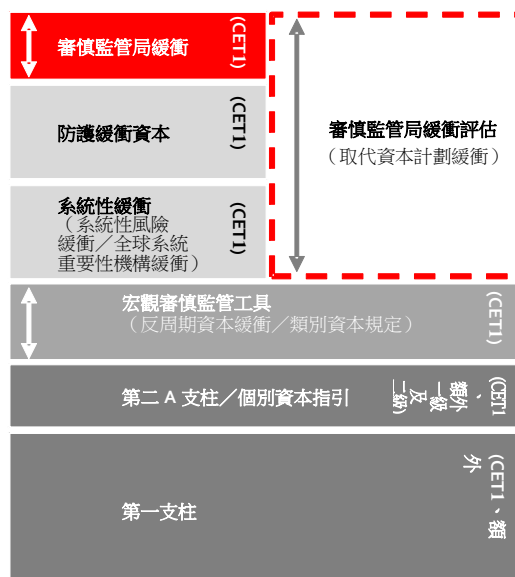 審慎監管局緩衝
(CET1)
防護緩衝資本
(CET1)
系統性緩衝
（系統性風險
緩衝／全球系統
重要性機構緩衝）
(CET1)
審慎監管局緩衝評估
（取代資本計劃緩衝）
宏觀審慎監管工具
（反周期資本緩衝／類別資本規定）
(CET1)
第二 A 支柱／個別資本指引
(CET1、
額外一級
及二級)
第一支柱
(CET1、額
外